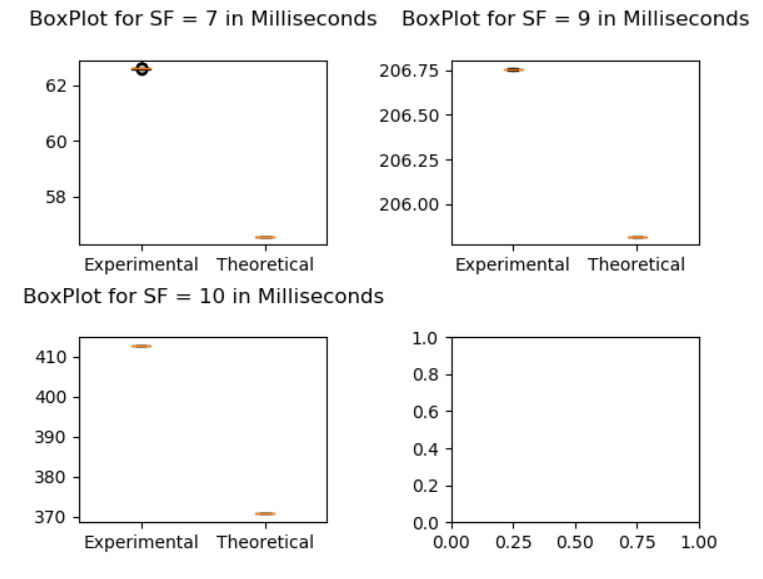 BoxPlot for SF = 7 in Milliseconds
62
60
58
Experimental Theoretical
BoxPlot for SF = 9 in Milliseconds
206.75
206.50
206.25
206.00
Experimental Theoretical
BoxPlot for SF = 10 in Milliseconds
410
400
390
380
370
Experimental Theoretical
1.0
0.8
0.6
0.4
0.2
0.0
0.00 0.25 0.50 0.75 1.00